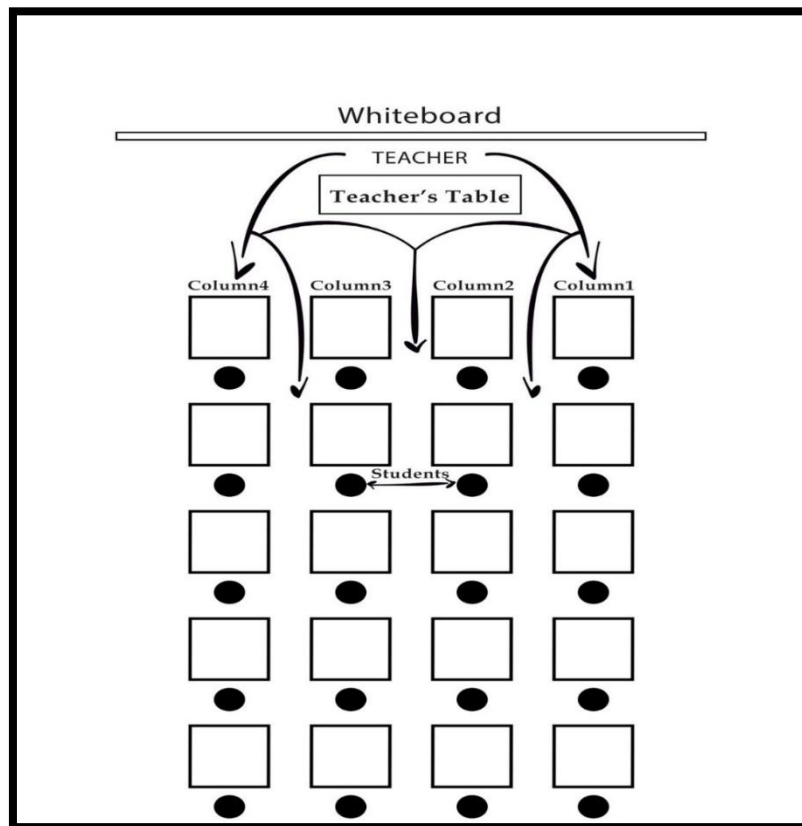 Whiteboard
TEACHER
Teacher's Table
Column4 Column3 Column2 Column1
Students